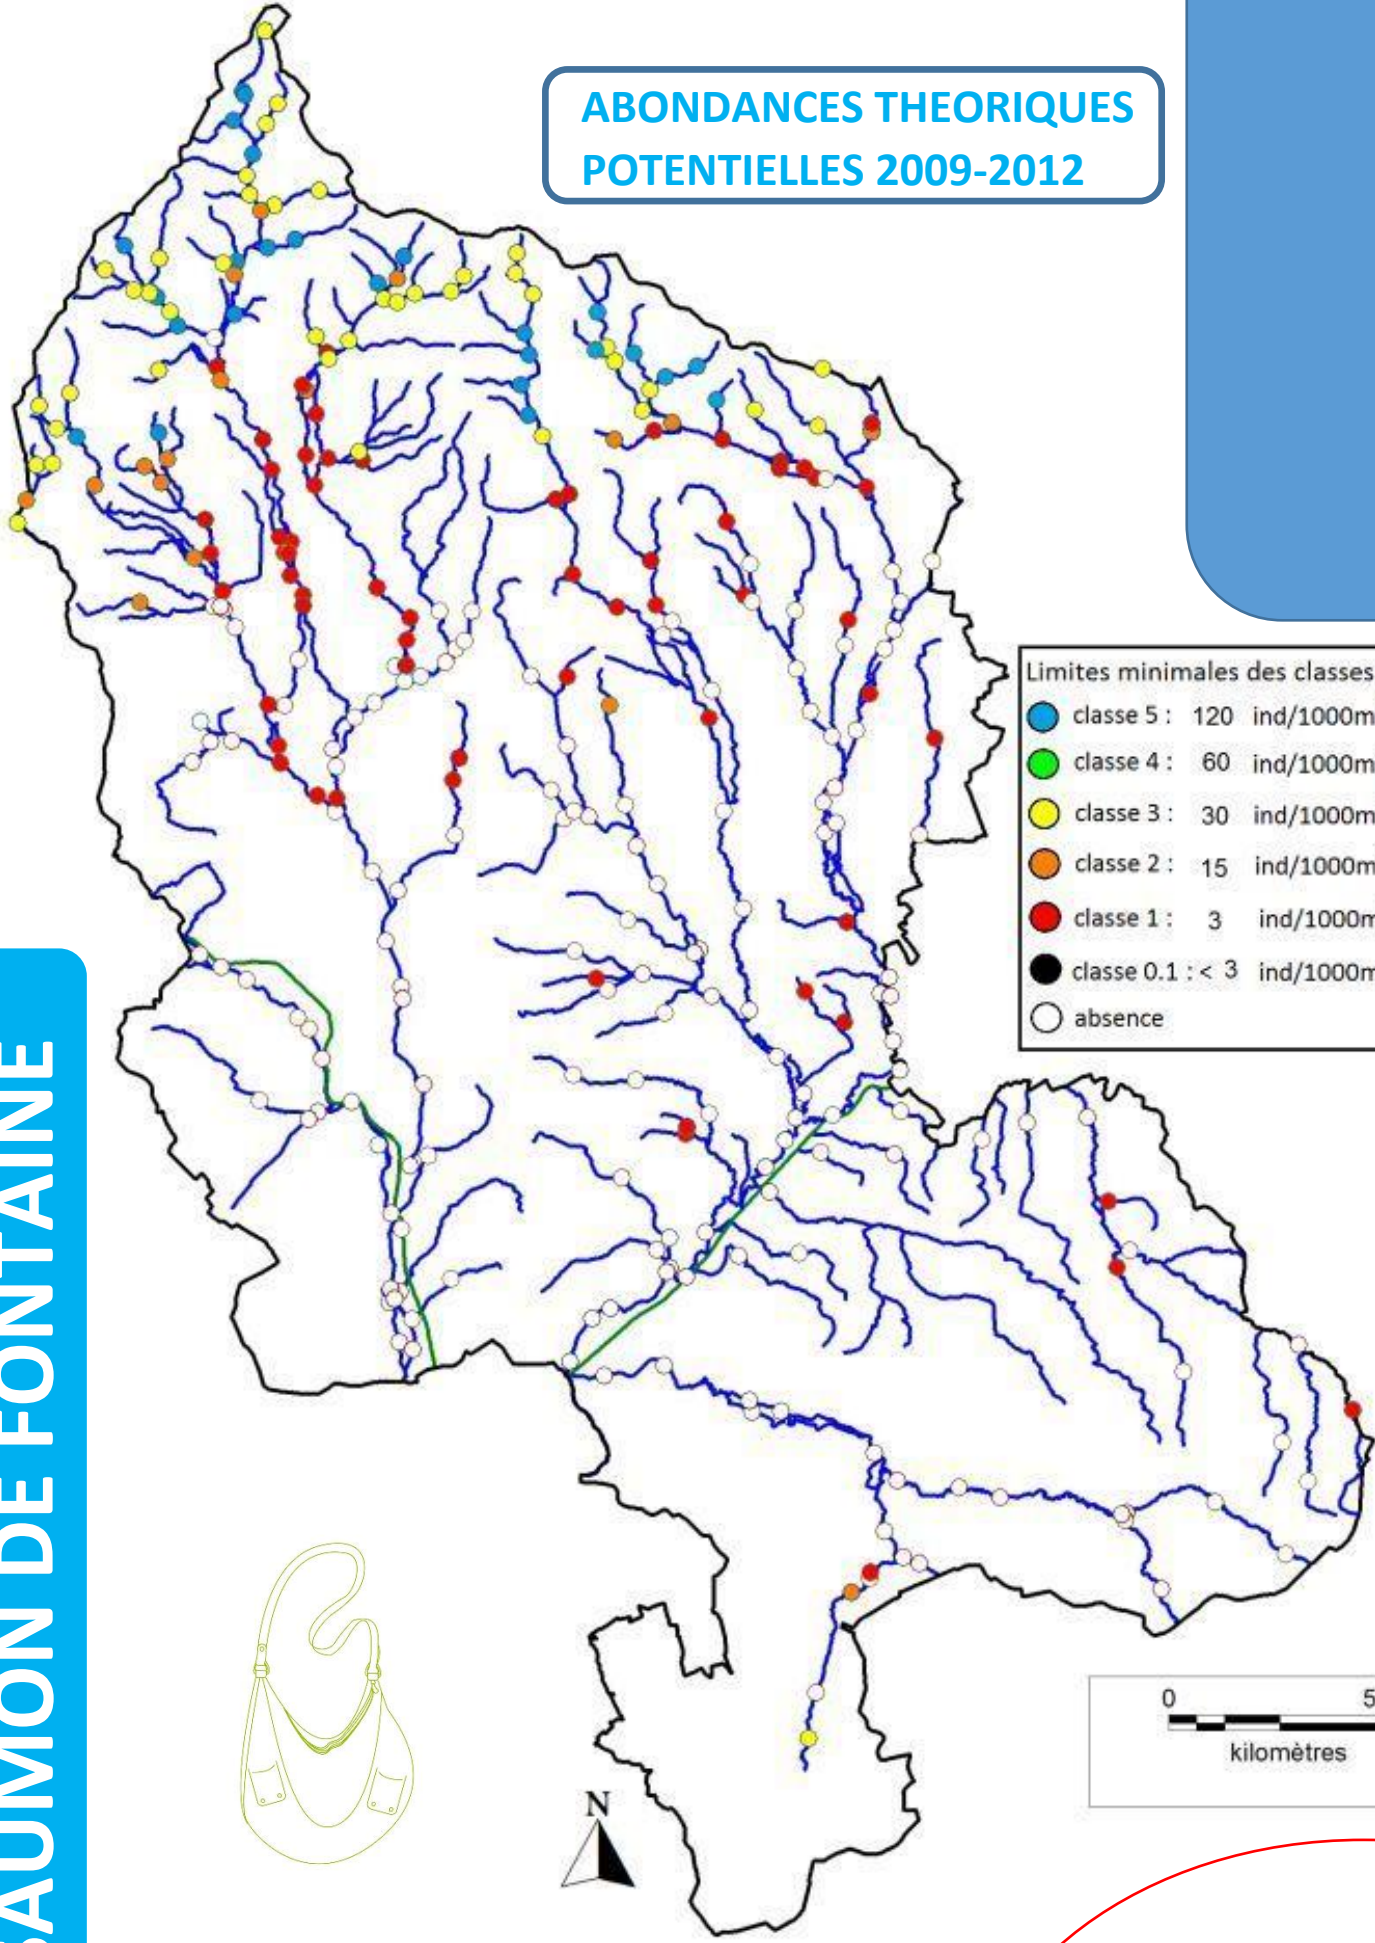 ABONDANCES THEORIQUES
POTENTIELLES 2009-2012
Limites minimales des classes
classe 5 : 120 ind/1000m
classe 4 : 60 ind/1000m
classe 3 : 30 ind/1000m
classe 2 : 15 ind/1000m
classe 1 : 3 ind/1000m
classe 0.1 : < 3 ind/1000m
absence
AUMON DE FONTAINE
0 5
kilomètres
N